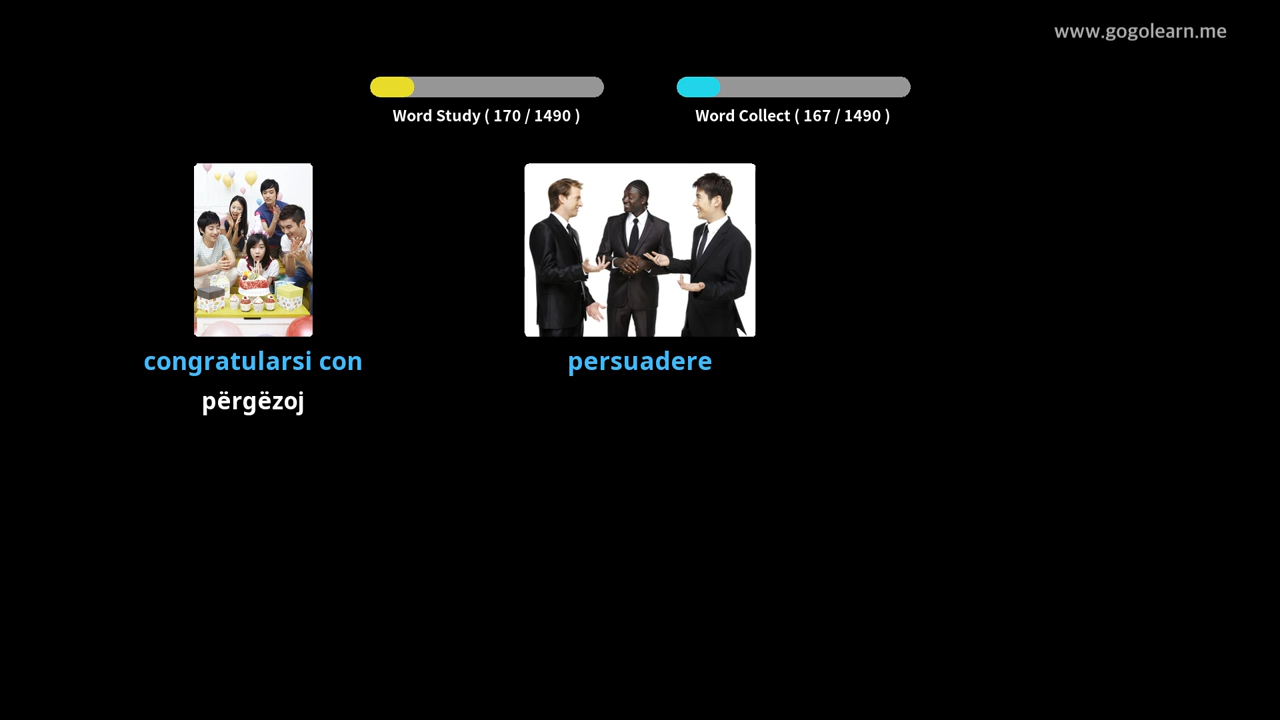 www.gogolearn.me
Word Study ( 170 / 1490 )
Word Collect ( 167 / 1490 )
congratularsi con
përgëzoj
persuadere